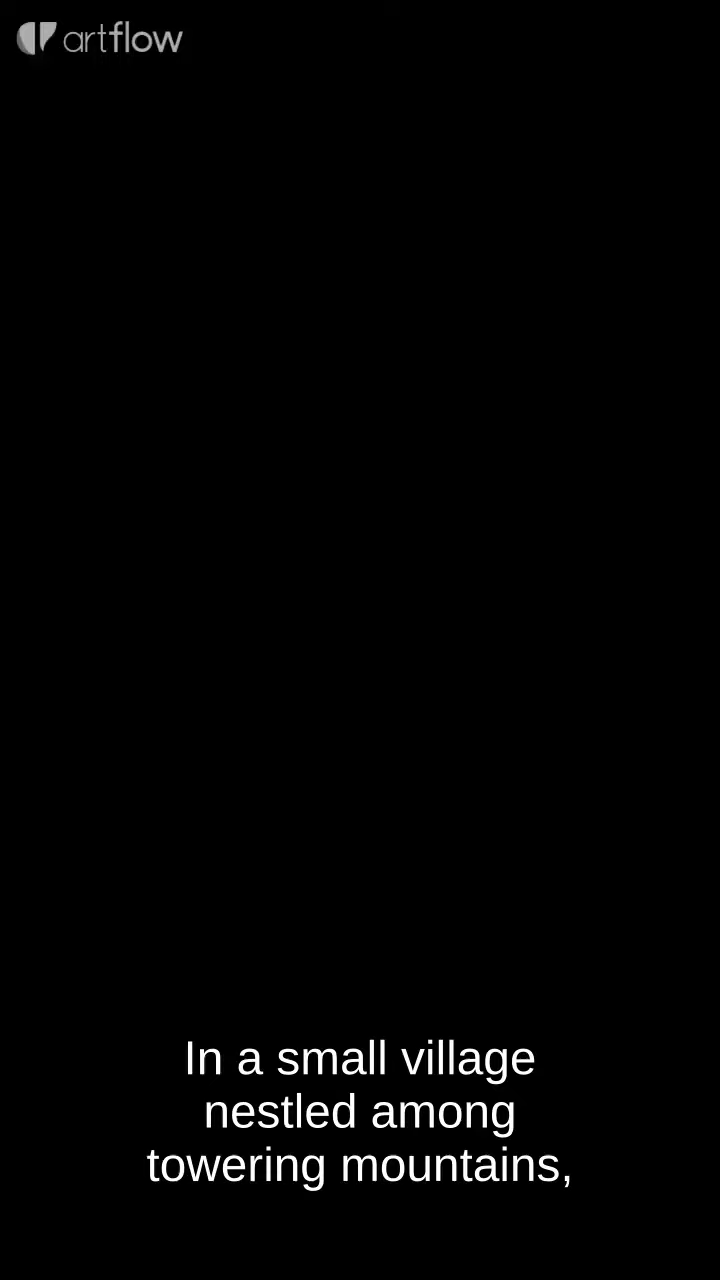 artflow
In a small village
nestled among
towering mountains,